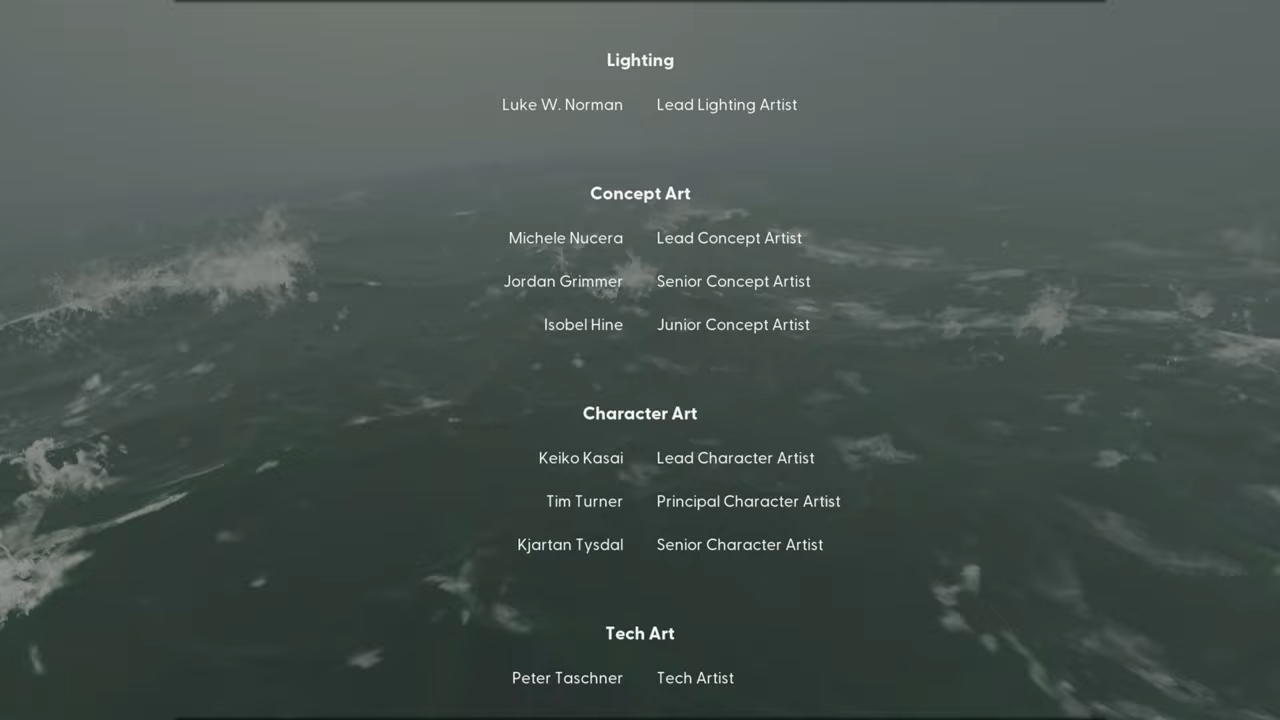 Lighting
Luke W. Norman Lead Lighting Artist
Concept Art
Michele Nucera Lead Concept Artist
Jordan Grimmer Senior Concept Artist
Isobel Hine Junior Concept Artist
Character Art
Keiko Kasai Lead Character Artist
Tim Turner Principal Character Artist
Kjartan Tysdal Senior Character Artist
Tech Art
Peter Taschner Tech Artist